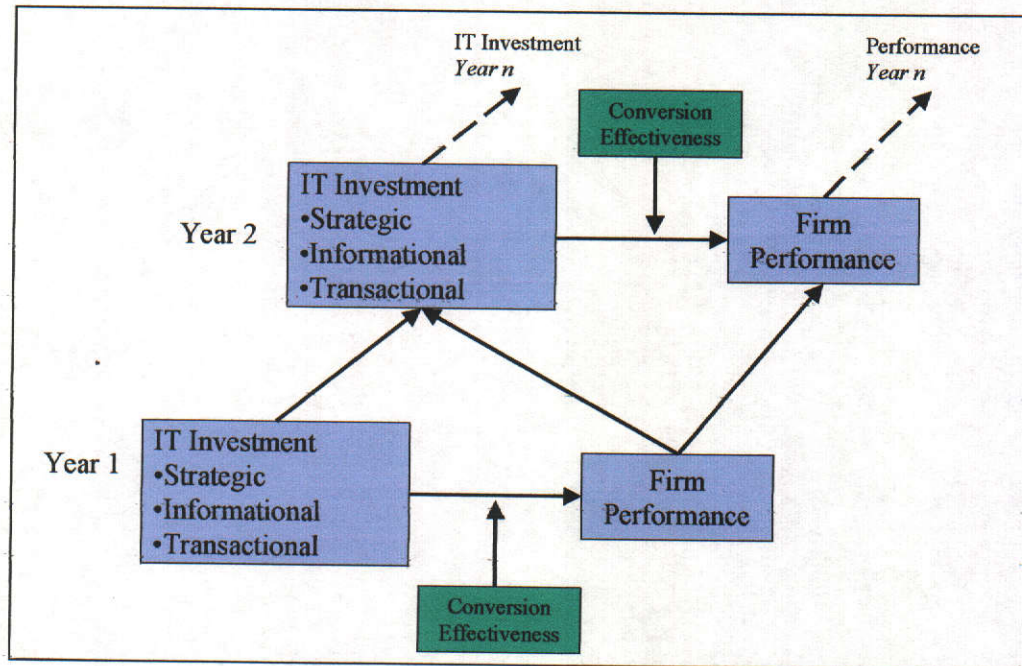 IT Investment
Year n
Performance
Year n
Conversion
Effectiveness
IT Investment
•Strategic
•Informational
•Transactional
Year 2
Firm
Performance
IT Investment
•Strategic
•Informational
•Transactional
Year 1
Firm
Performance
Conversion
Effectiveness